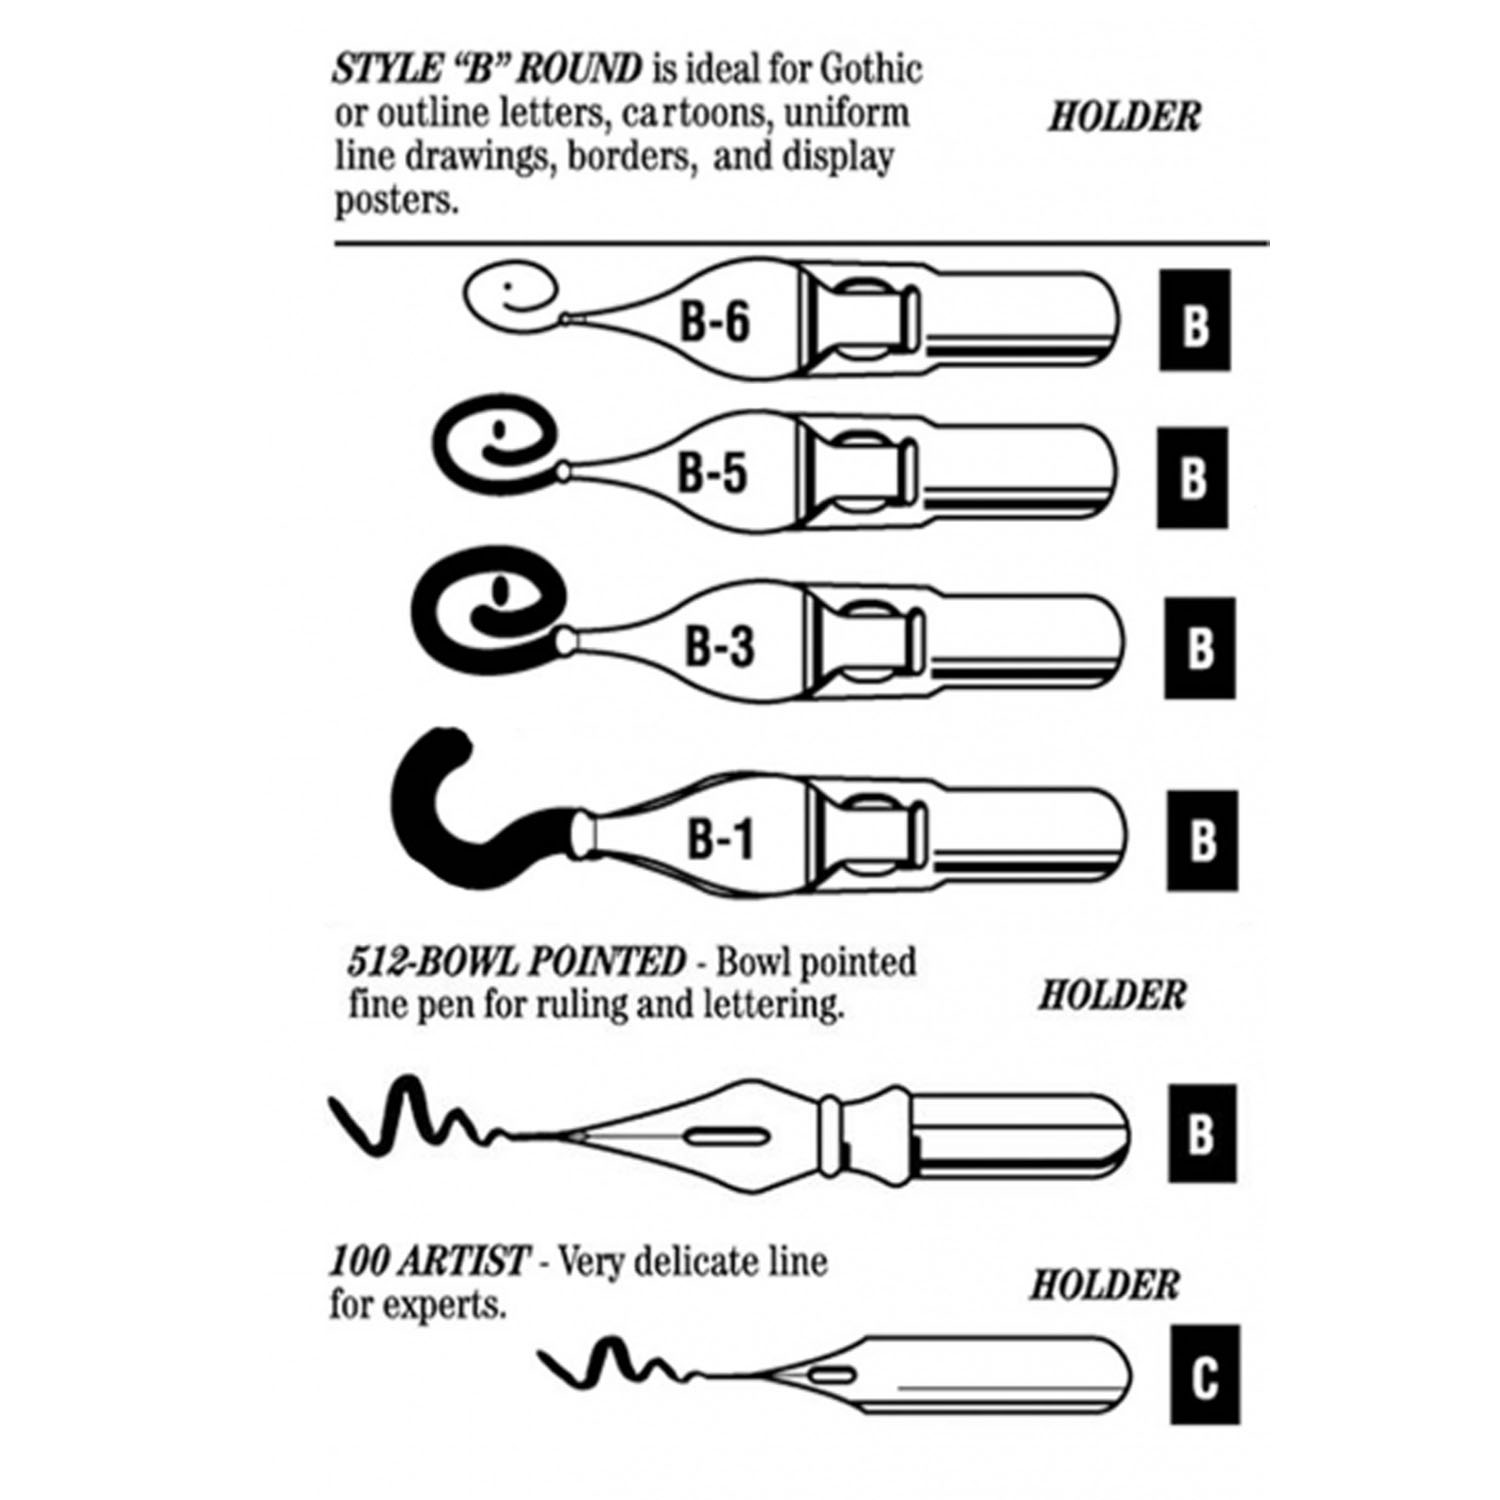 STYLE “B” ROUND is ideal for Gothic
or outline letters, cartoons, uniform
line drawings, borders, and display
posters.
HOLDER
B-6
B
B-5
B
B-3
B
B-1
B
512-BOWL POINTED - Bowl pointed
fine pen for ruling and lettering.
HOLDER
B
100 ARTIST - Very delicate line
for experts.
HOLDER
C